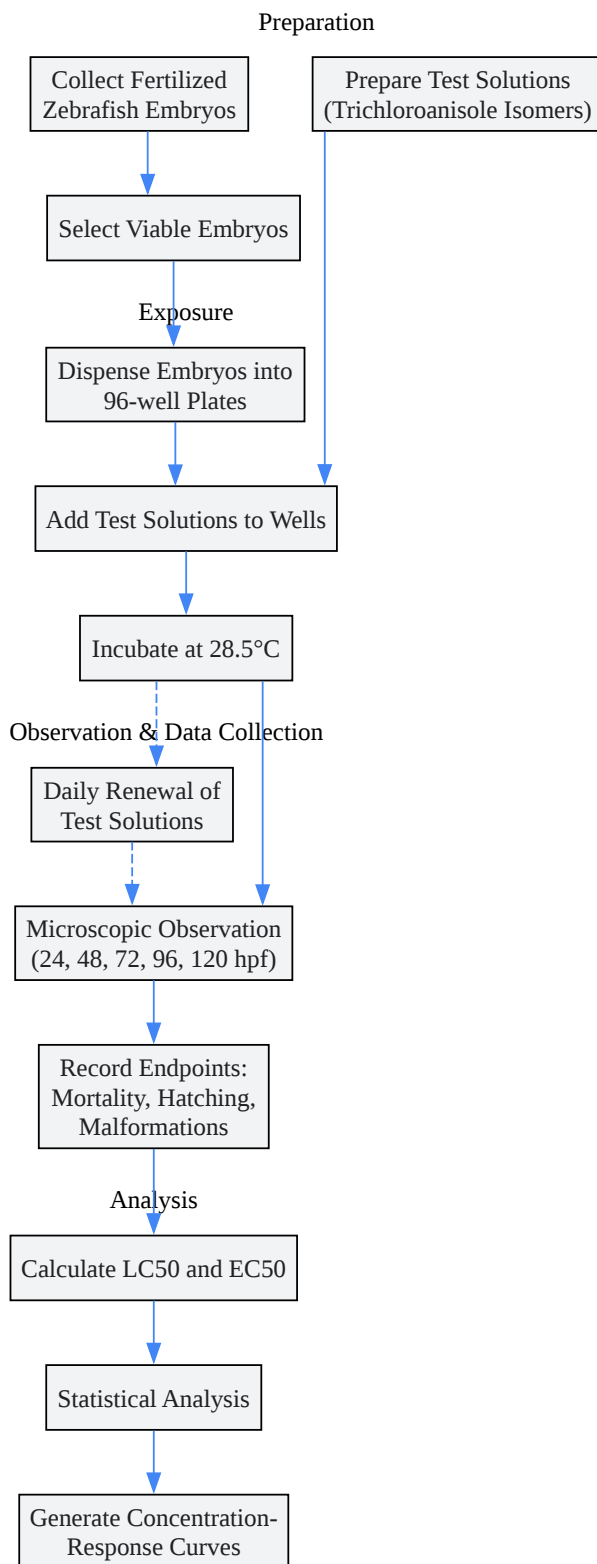 Preparation
Collect Fertilized
Zebrafish Embryos
Prepare Test Solutions
(Trichloroanisole Isomers)
Select Viable Embryos
Exposure
Dispense Embryos into
96-well Plates
Add Test Solutions to Wells
Incubate at 28.5°C
Observation & Data Collection
Daily Renewal of
Test Solutions
Microscopic Observation
(24, 48, 72, 96, 120 hpf)
Record Endpoints:
Mortality, Hatching,
Malformations
Analysis
Calculate LC50 and EC50
Statistical Analysis
Generate Concentration-
Response Curves